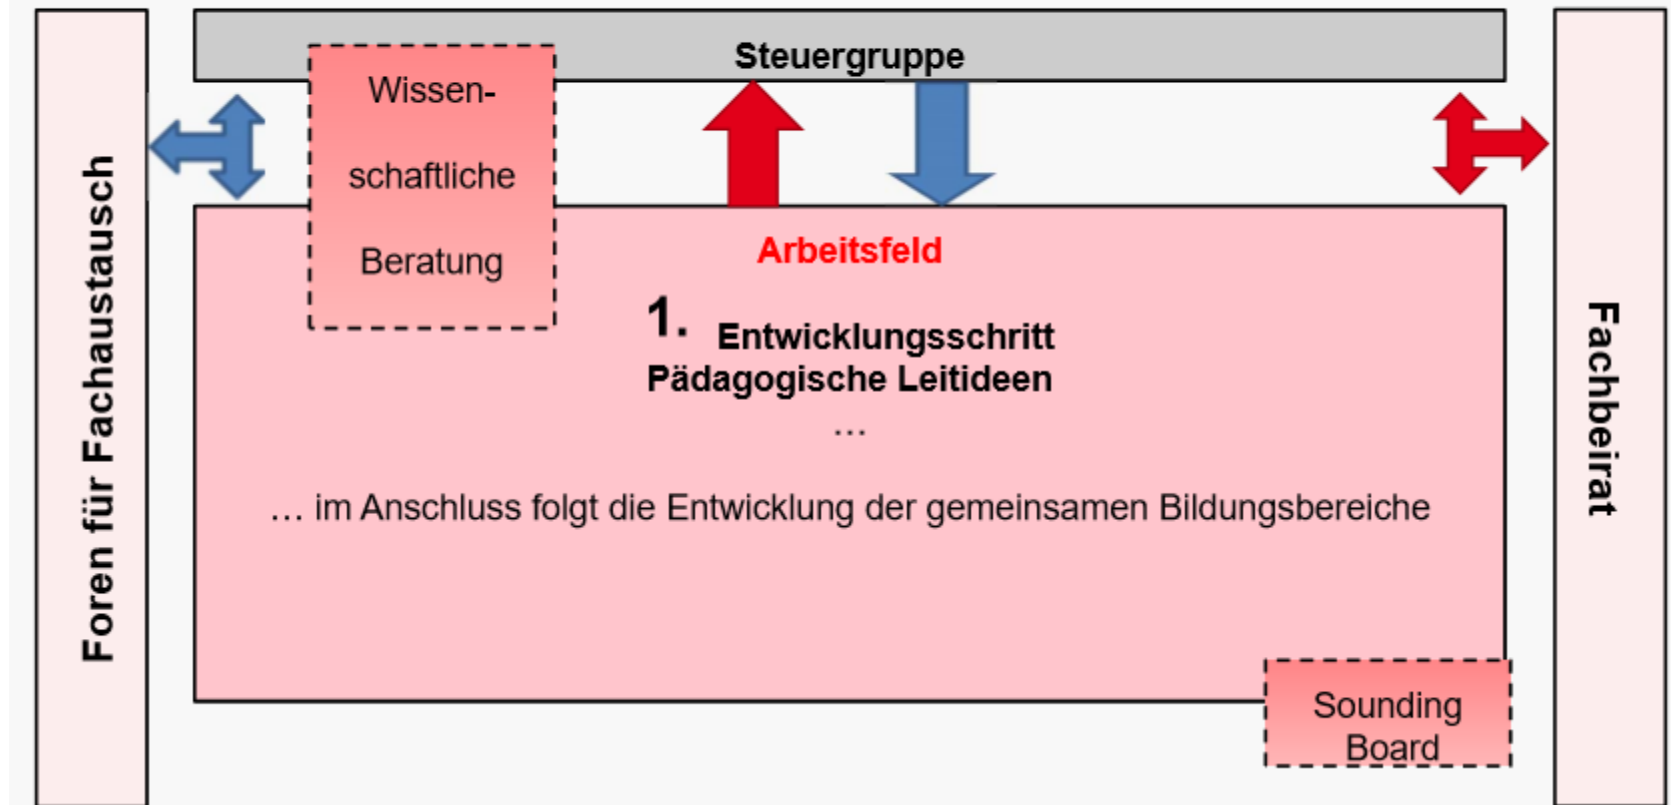 Steuergruppe
Wissen-
schaftliche
Beratung
Foren für Fachaustausch
Arbeitsfeld
1. Entwicklungsschritt
Pädagogische Leitideen
...
... im Anschluss folgt die Entwicklung der gemeinsamen Bildungsbereiche
Fachbeirat
Sounding
Board